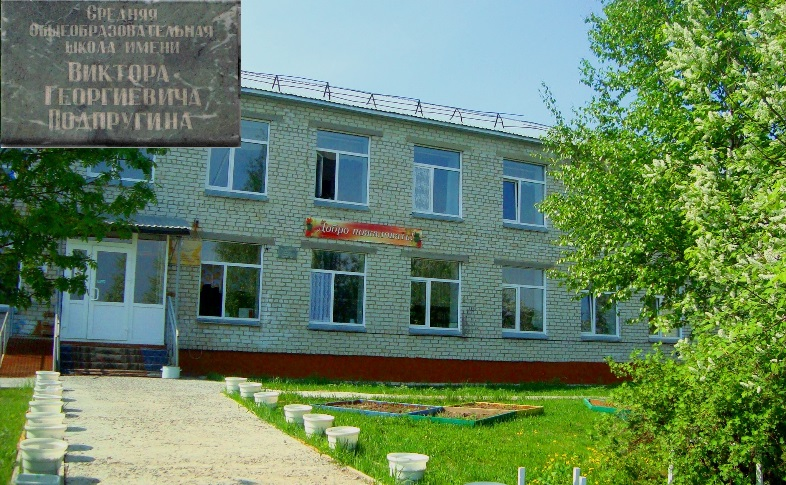 Средняя
общеобразовательная
школа имени
Виктора
Георгиевича
Подпругина
Добро пожаловать